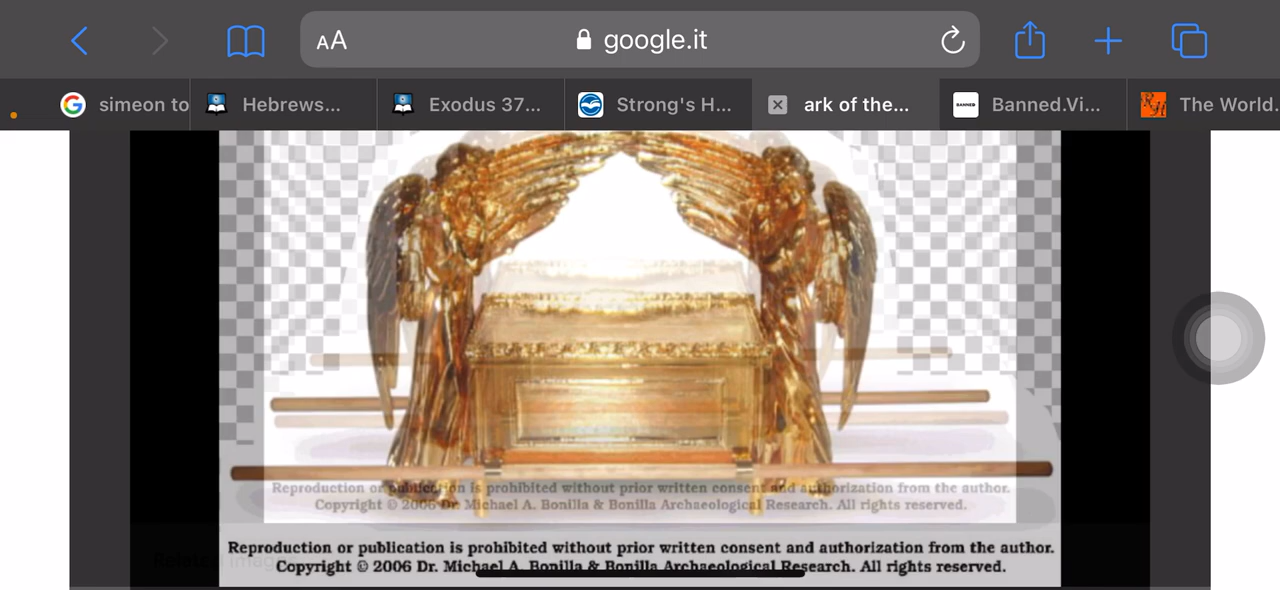 AA google.it
simeon to Hebrews... Exodus 37... Strong's H... ark of the... BANNED Banned.Vi... The World.
Reproduction or publication is prohibited without prior written consent and authorization from the author.
Copyright © 2006 Dr. Michael A. Bonilla & Bonilla Archaeological Research. All rights reserved.
Reproduction or publication is prohibited without prior written consent and authorization from the author.
Copyright © 2006 Dr. Michael A. Bonilla & Bonilla Archaeological Research. All rights reserved.